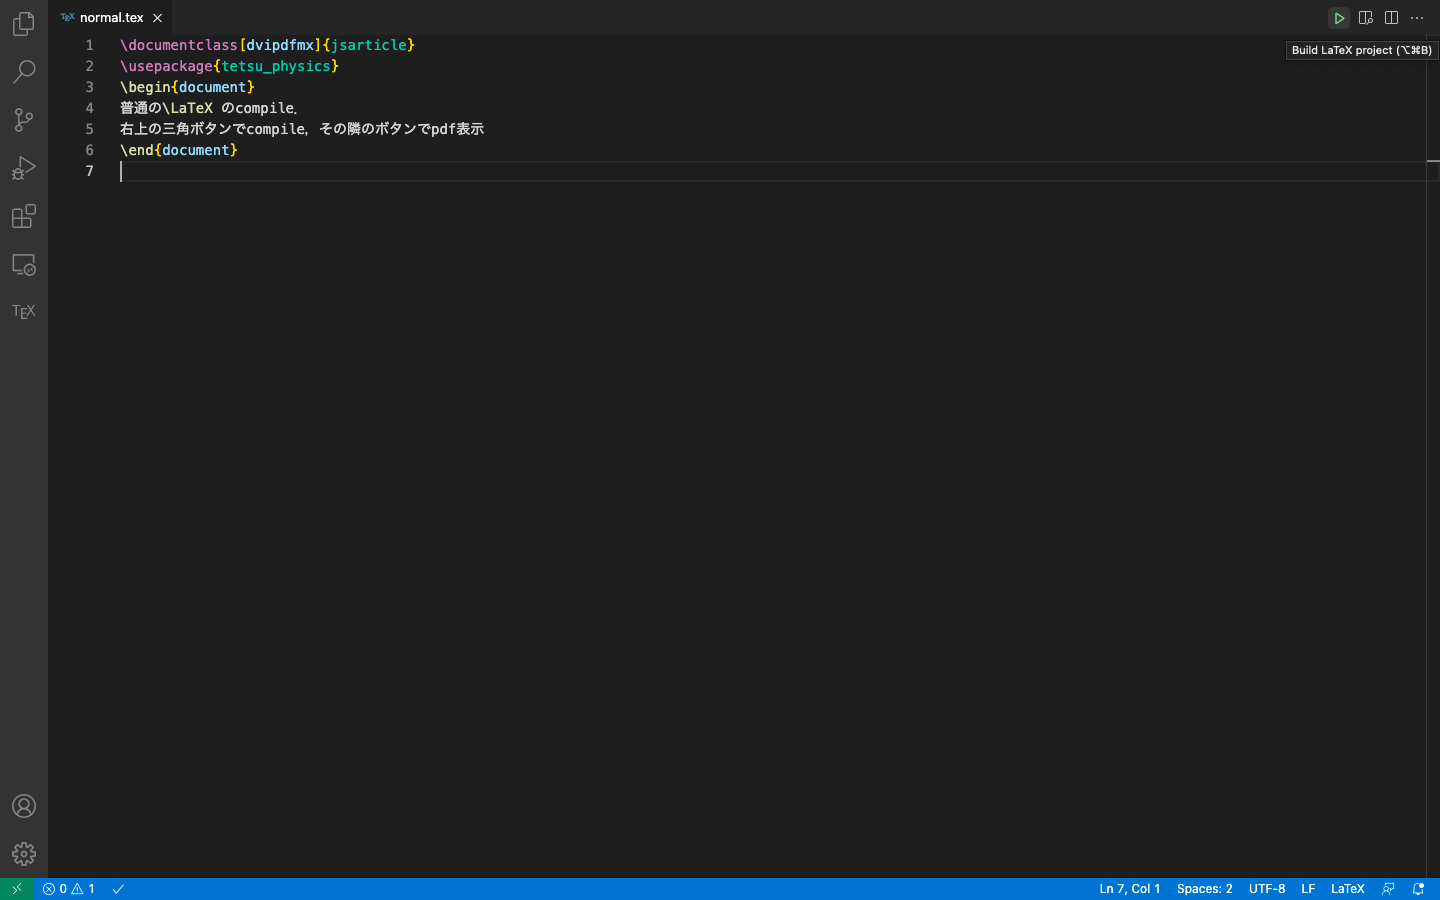 TEX normal.tex
Build LaTeX project (⌥⌘B)
1 \documentclass[dvipdfmx]{jsarticle}
2 \usepackage{tetsu_physics}
3 \begin{document}
4 普通の\LaTeX のcompile．
5 右上の三角ボタンでcompile，その隣のボタンでpdf表示
6 \end{document}
7
TEX
0 1 Ln 7, Col 1 Spaces: 2 UTF-8 LF LaTeX